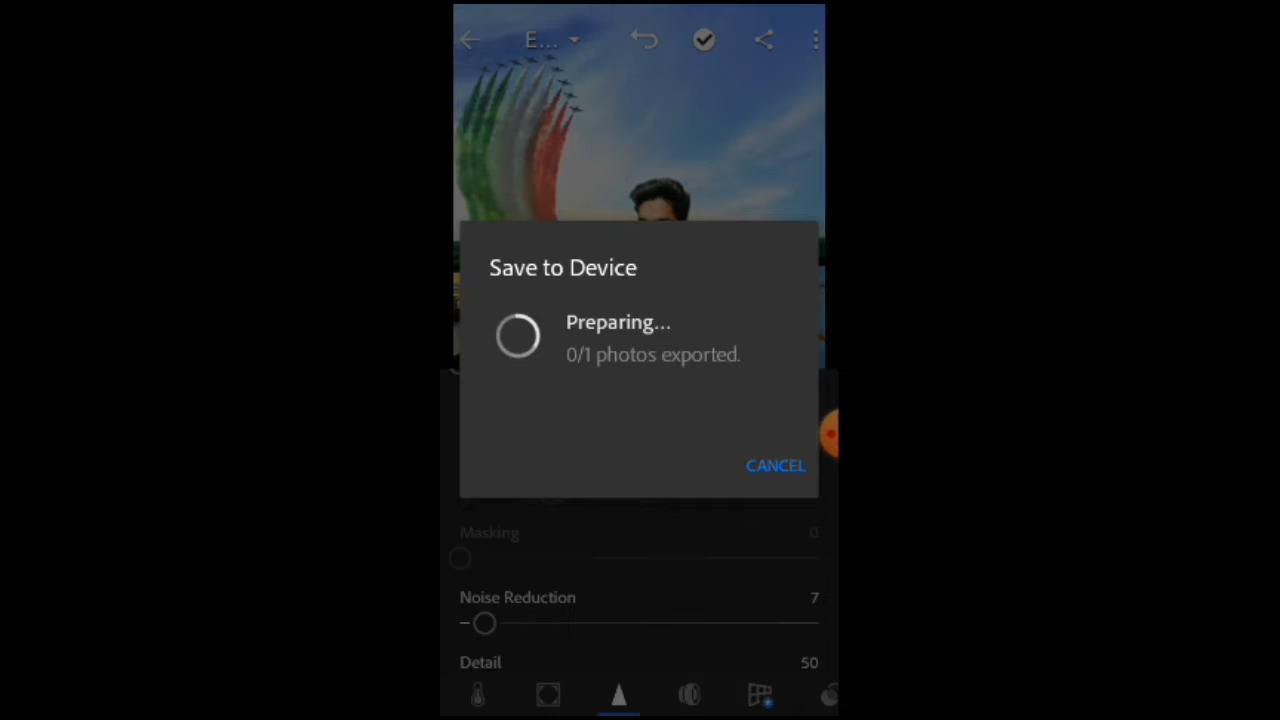 E...
Save to Device
Preparing...
0/1 photos exported.
CANCEL
Masking 0
Noise Reduction 7
Detail 50